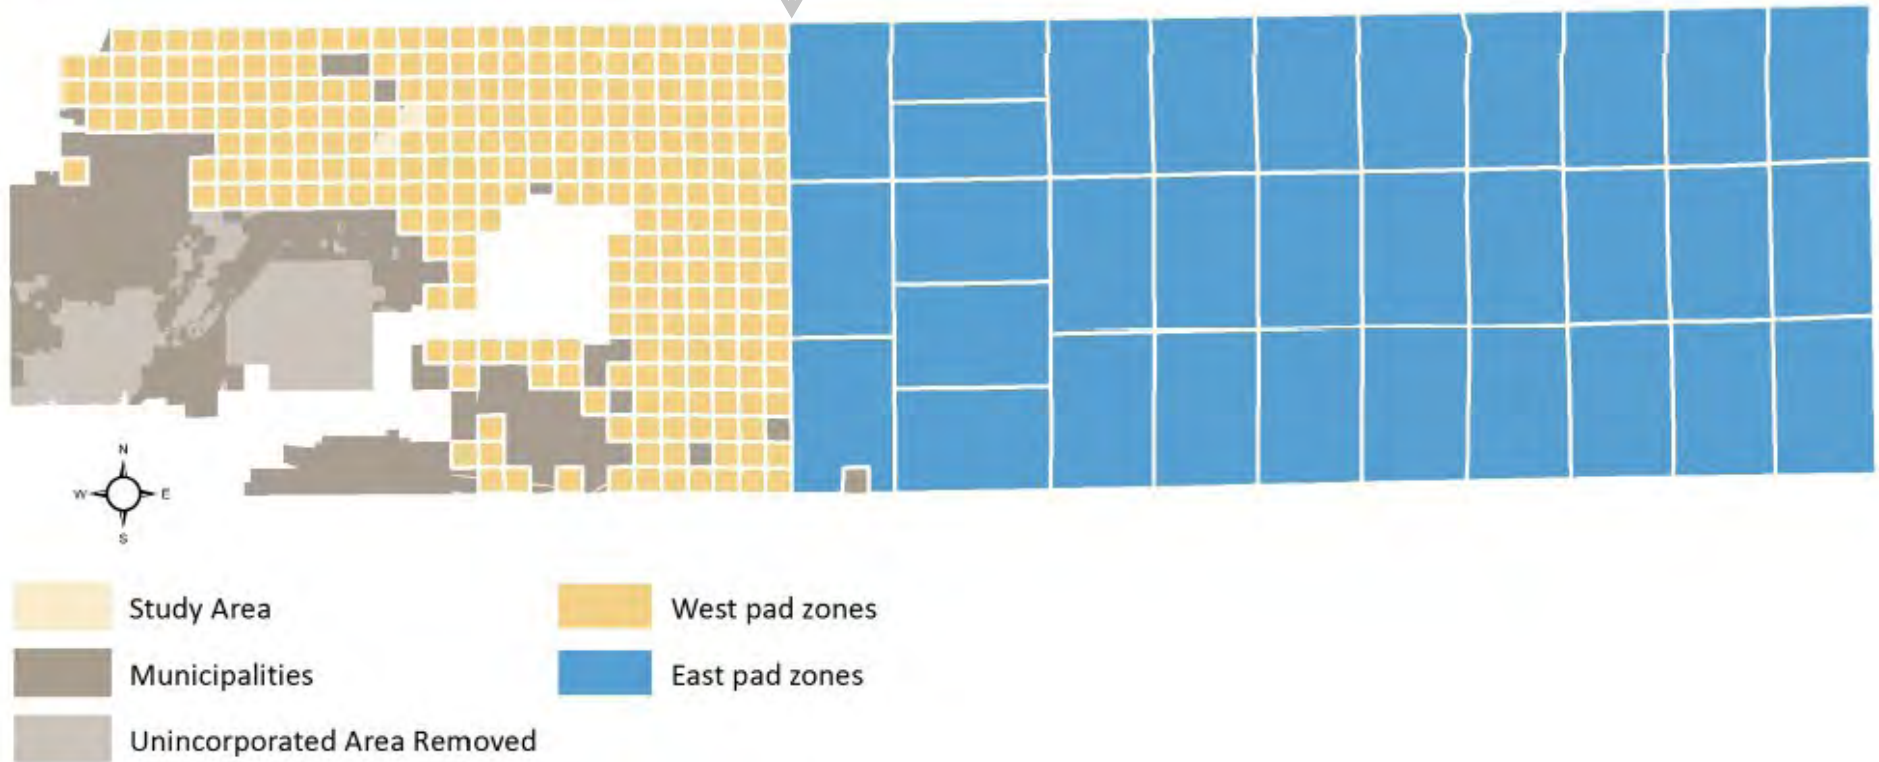 N
W E
S
Study Area
Municipalities
Unincorporated Area Removed
West pad zones
East pad zones